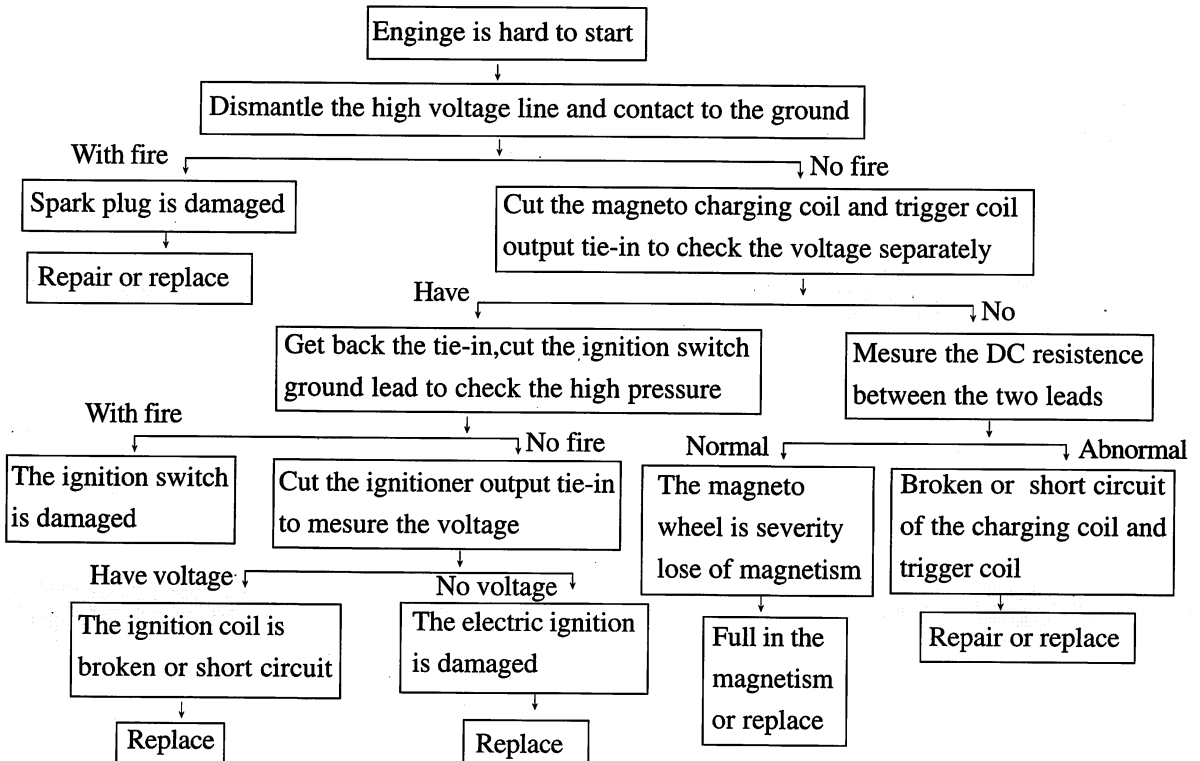 Enginge is hard to start
Dismantle the high voltage line and contact to the ground
With fire
No fire
Spark plug is damaged
Repair or replace
Cut the magneto charging coil and trigger coil
output tie-in to check the voltage separately
Have
No
Get back the tie-in,cut the ignition switch
ground lead to check the high pressure
Mesure the DC resistence
between the two leads
With fire
No fire
Normal
Abnormal
The ignition switch
is damaged
Cut the ignitioner output tie-in
to mesure the voltage
The magneto
wheel is severity
lose of magnetism
Broken or short circuit
of the charging coil and
trigger coil
Have voltage
No voltage
The ignition coil is
broken or short circuit
The electric ignition
is damaged
Full in the
magnetism
or replace
Repair or replace
Replace
Replace